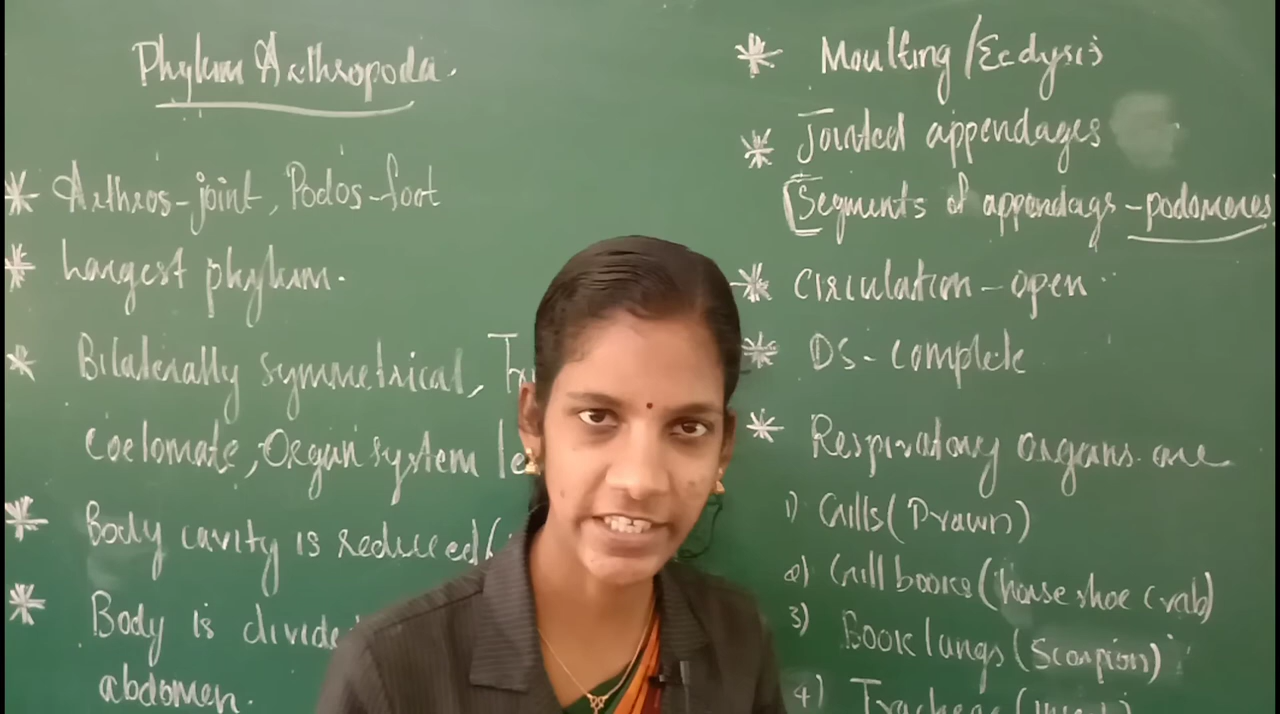 Phylum Arthropoda.
* Arthros-joint, Podos-foot
* Largest phylum.
* Bilaterally symmetrical,
Coelomate, Organ system
* Body cavity is reduced (
* Body is
abdomen.
* Moulting/Ecdysis
* Jointed appendages
[Segments of appendags - podomeres
* Circulation - open
* DS - complete
* Respiratory organs are
1) Gills (Prawn)
2) Gill books (horse shoe crab)
3) Book lungs (Scorpion)
4)